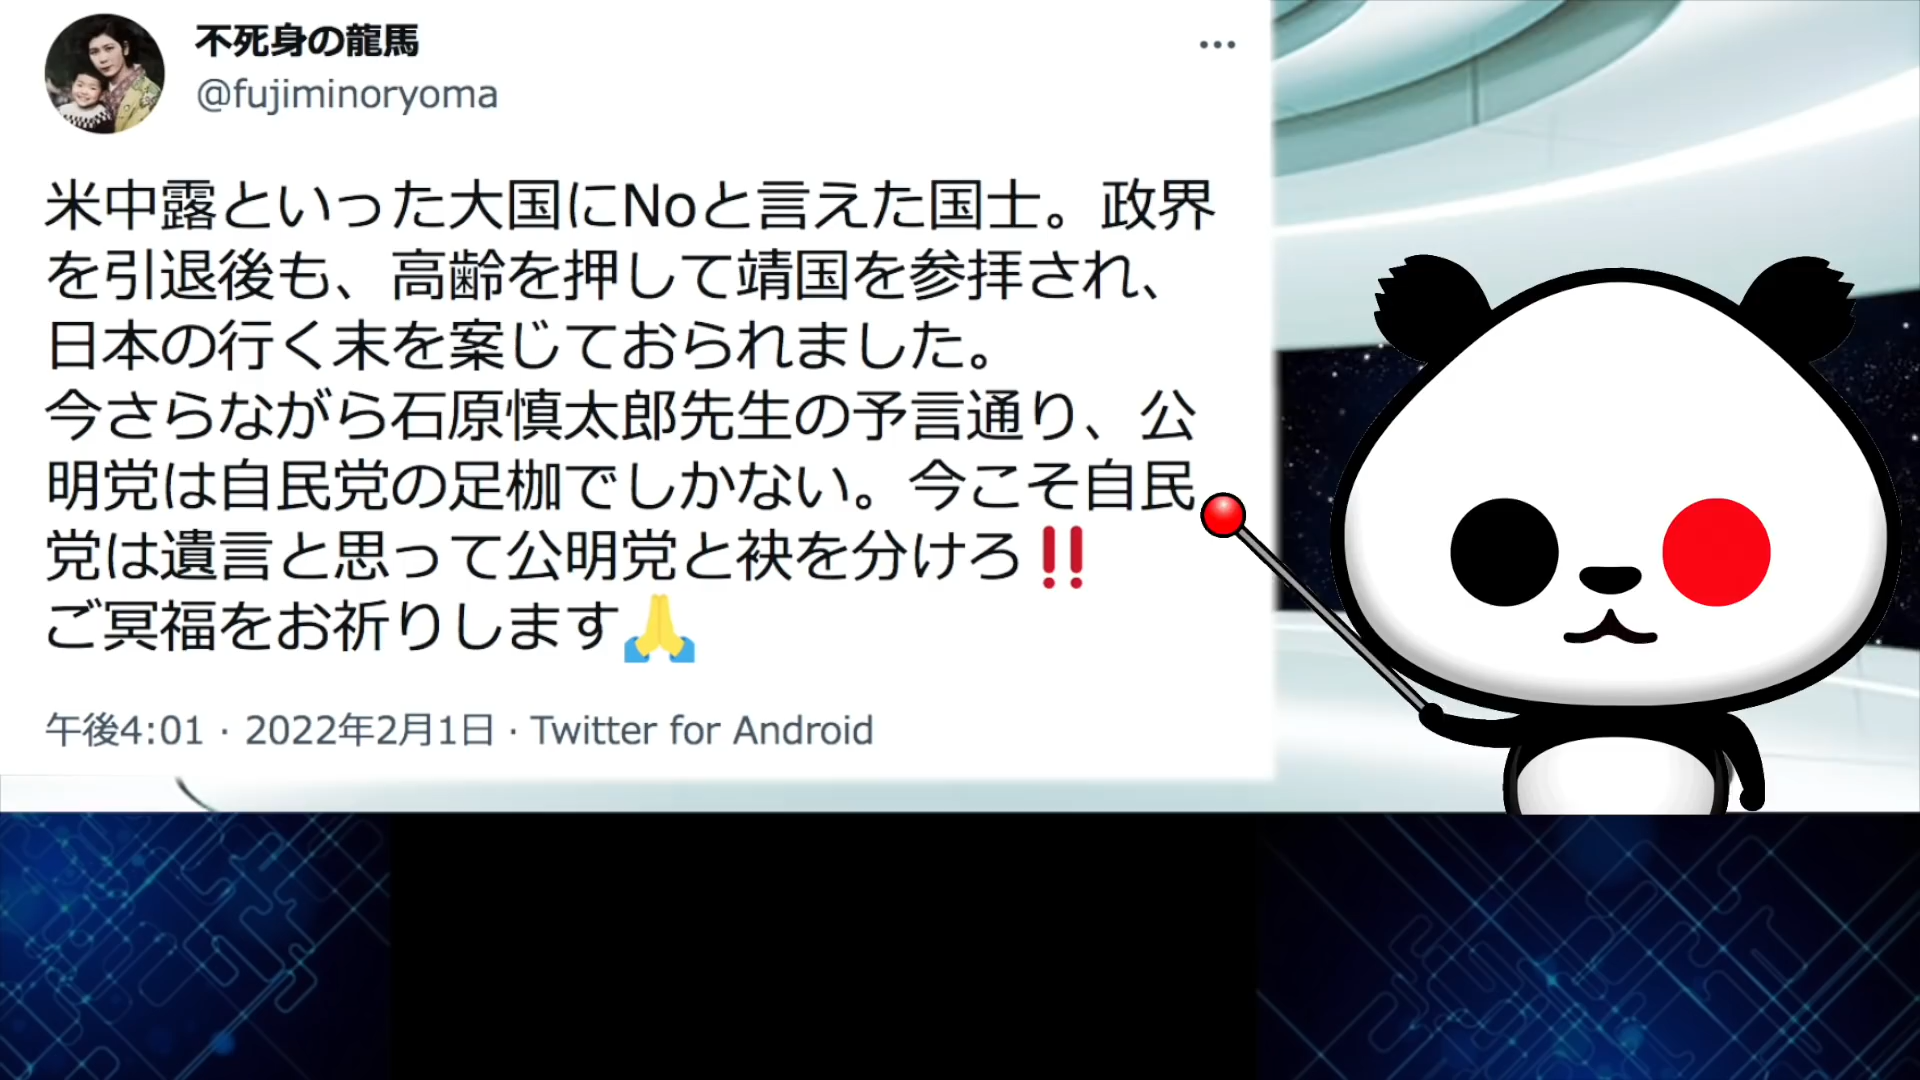 不死身の龍馬
@fujiminoryoma
米中露といった大国にNoと言えた国士。政界
を引退後も、高齢を押して靖国を参拝され、
日本の行く末を案じておられました。
今さらながら石原慎太郎先生の予言通り、公
明党は自民党の足枷でしかない。今こそ自民
党は遺言と思って公明党と袂を分けろ‼️
ご冥福をお祈りします🙏
午後4:01 · 2022年2月1日 · Twitter for Android